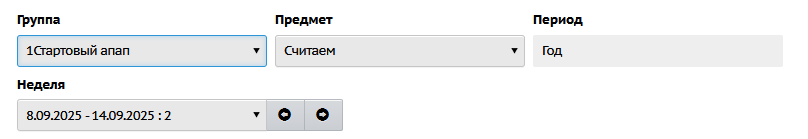 Группа Предмет Период
1Стартовый апап Считаем Год
Неделя
8.09.2025 - 14.09.2025 : 2